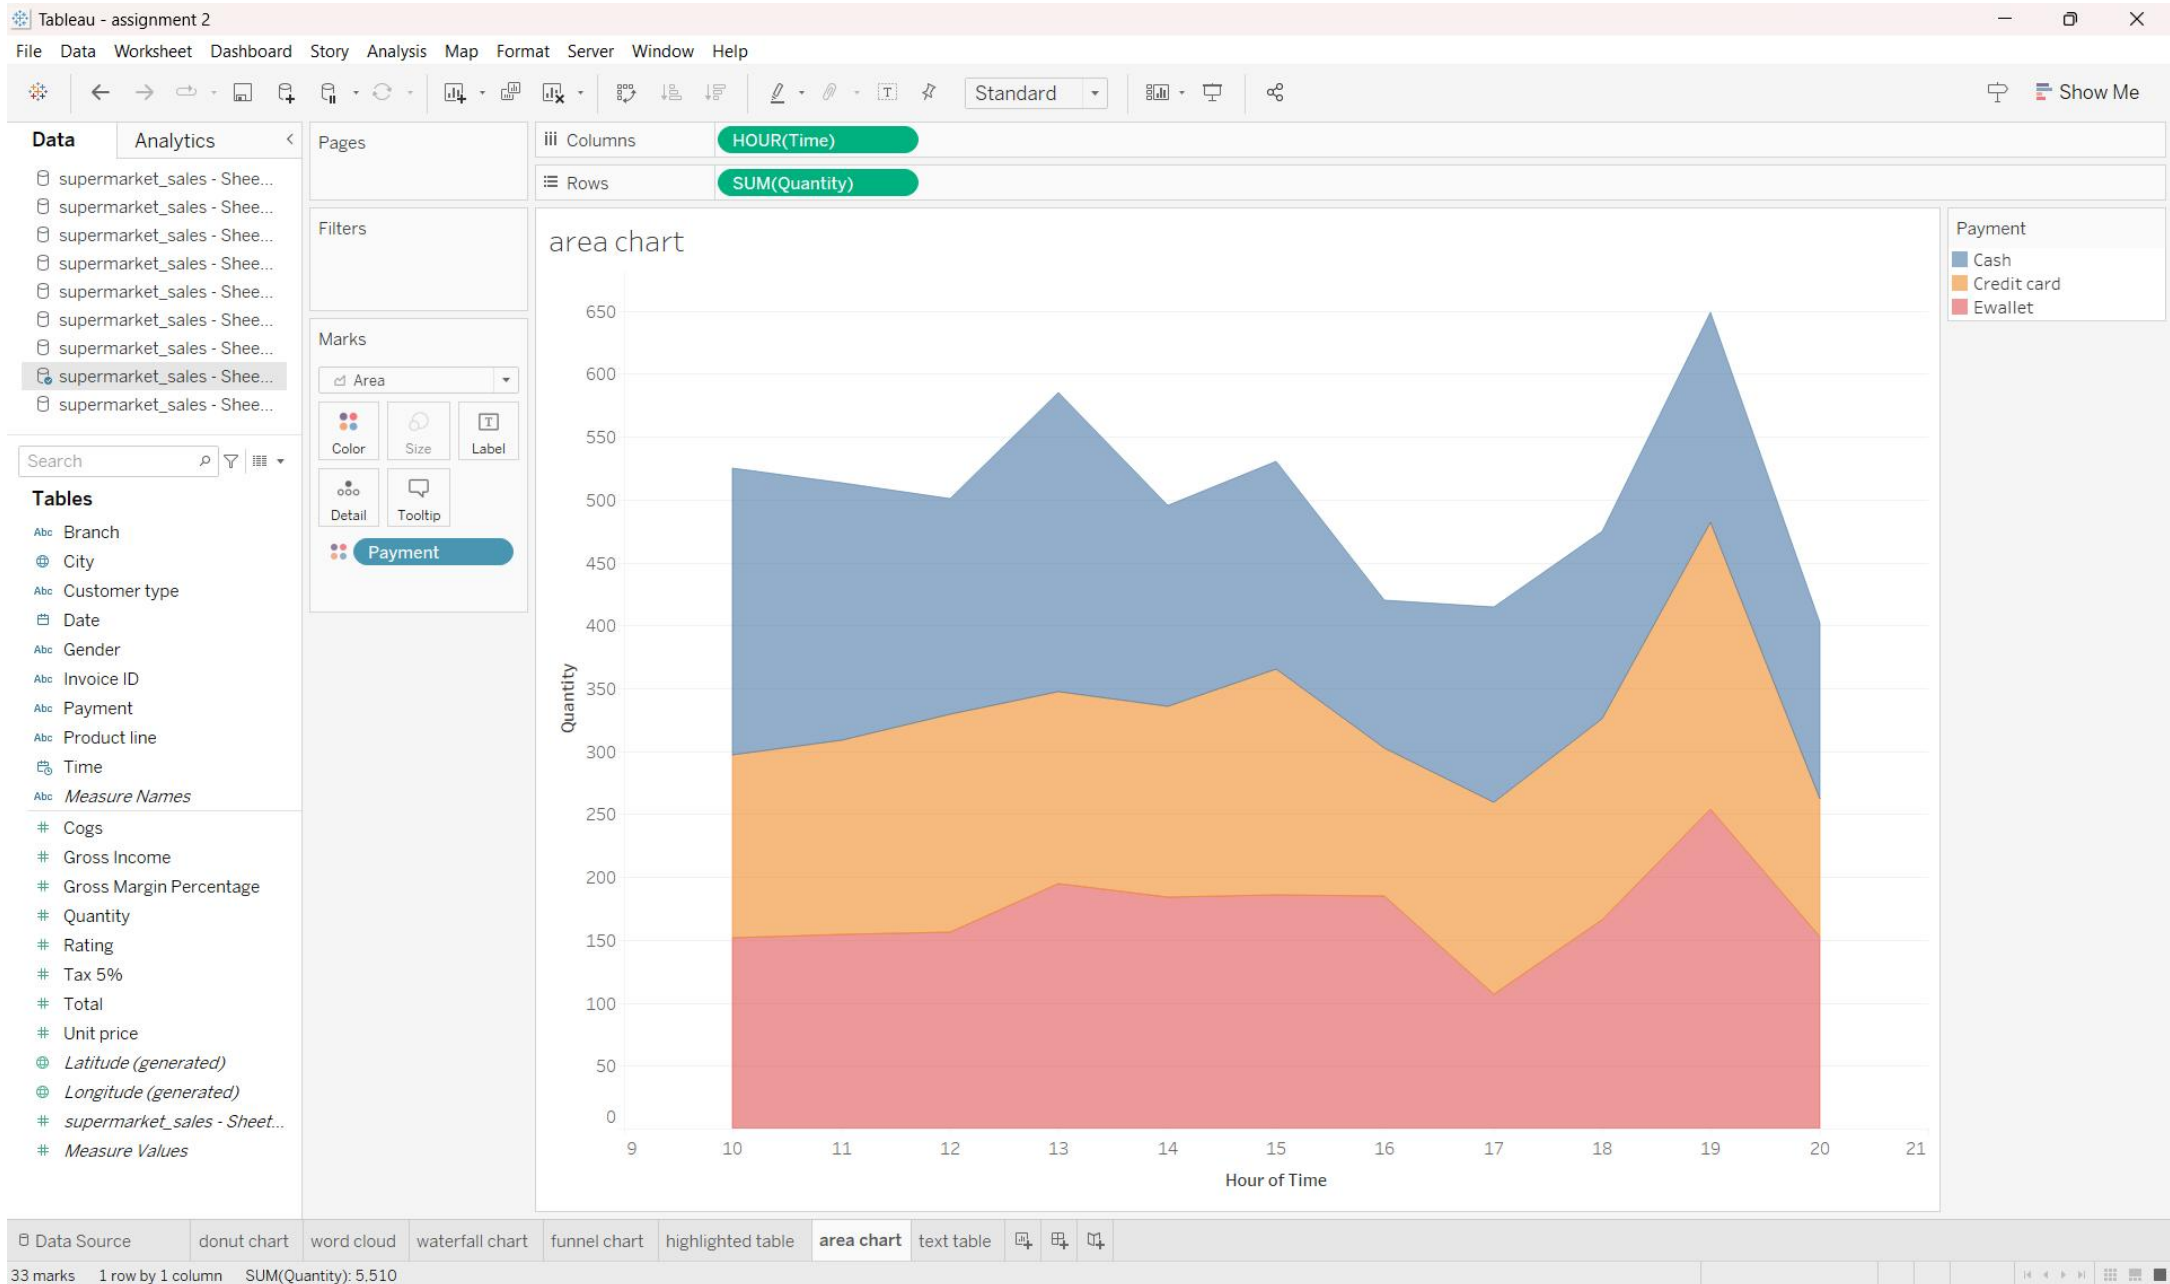 Tableau - assignment 2
File Data Worksheet Dashboard Story Analysis Map Format Server Window Help
Standard
Show Me
Data Analytics
supermarket_sales - Shee...
supermarket_sales - Shee...
supermarket_sales - Shee...
supermarket_sales - Shee...
supermarket_sales - Shee...
supermarket_sales - Shee...
supermarket_sales - Shee...
supermarket_sales - Shee...
supermarket_sales - Shee...
Search
Tables
Abc Branch
City
Abc Customer type
Date
Abc Gender
Abc Invoice ID
Abc Payment
Abc Product line
Time
Abc Measure Names
# Cogs
# Gross Income
# Gross Margin Percentage
# Quantity
# Rating
# Tax 5%
# Total
# Unit price
Latitude (generated)
Longitude (generated)
# supermarket_sales - Sheet...
# Measure Values
Pages
Filters
Marks
Area
Color Size T Label
Detail Tooltip
Payment
Columns HOUR(Time)
Rows SUM(Quantity)
area chart
650
600
550
500
450
400
350
300
250
200
150
100
50
0
Quantity
9 10 11 12 13 14 15 16 17 18 19 20 21
Hour of Time
Payment
Cash
Credit card
Ewallet
Data Source donut chart word cloud waterfall chart funnel chart highlighted table area chart text table
33 marks 1 row by 1 column SUM(Quantity): 5,510